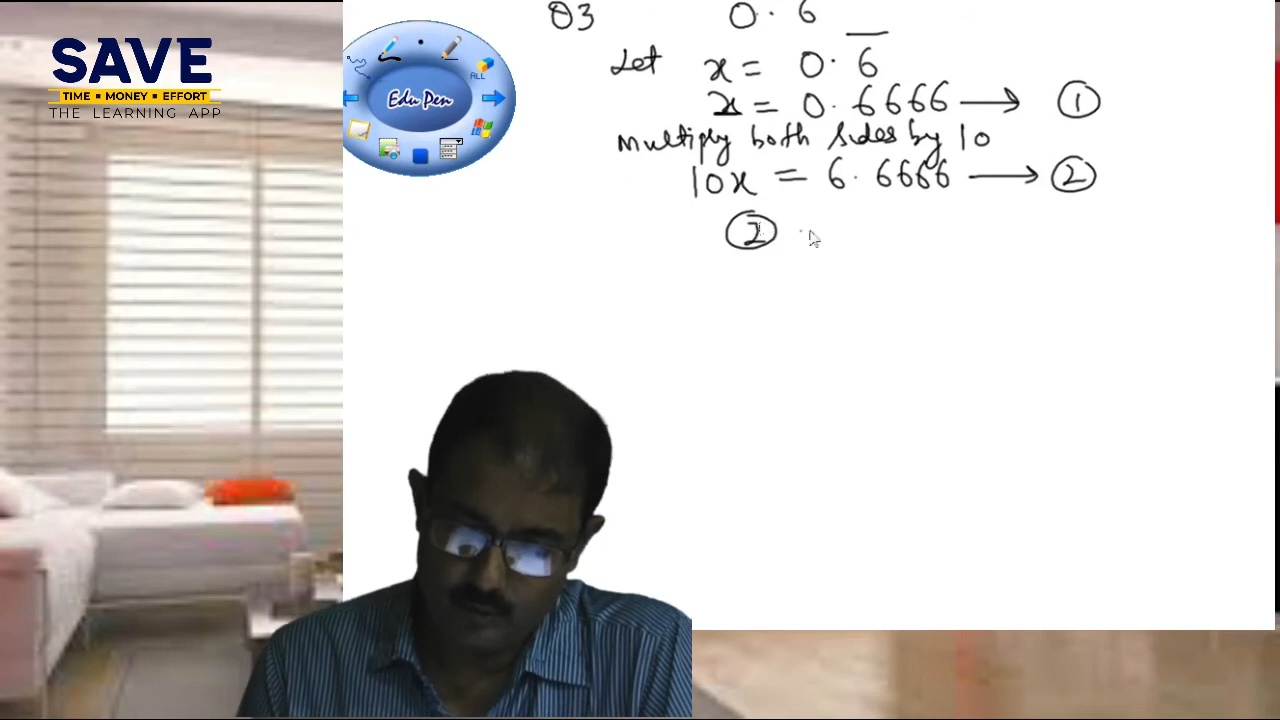 SAVE
TIME ▪ MONEY ▪ EFFORT
THE LEARNING APP
ALL
Edu Pen
Q3 0.6
Let x = 0.6̅
x = 0.6666 → ①
Multiply both sides by 10
10x = 6.6666 → ②
②